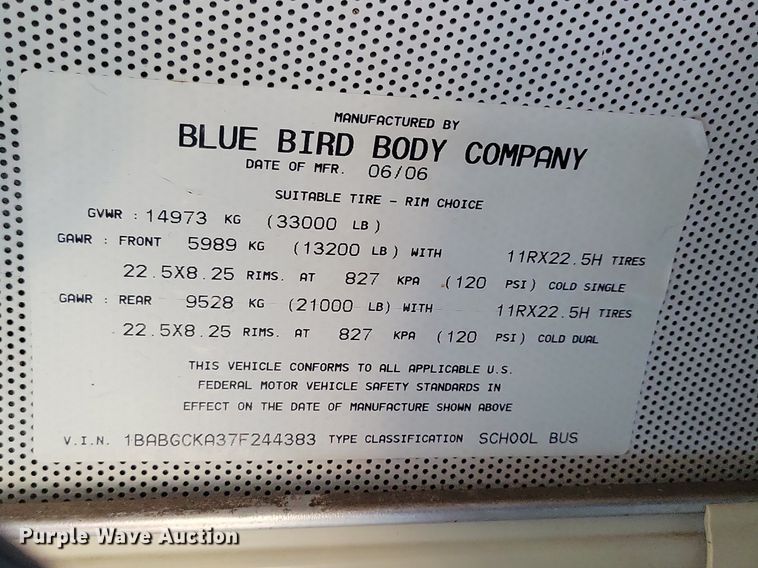 MANUFACTURED BY
BLUE BIRD BODY COMPANY
DATE OF MFR. 06/06
SUITABLE TIRE - RIM CHOICE
GVWR : 14973 KG (33000 LB)
GAWR : FRONT 5989 KG (13200 LB) WITH 11RX22.5H TIRES
22.5X8.25 RIMS. AT 827 KPA (120 PSI) COLD SINGLE
GAWR : REAR 9528 KG (21000 LB) WITH 11RX22.5H TIRES
22.5X8.25 RIMS. AT 827 KPA (120 PSI) COLD DUAL
THIS VEHICLE CONFORMS TO ALL APPLICABLE U.S.
FEDERAL MOTOR VEHICLE SAFETY STANDARDS IN
EFFECT ON THE DATE OF MANUFACTURE SHOWN ABOVE
V.I.N. 1BABGCKA37F244383 TYPE CLASSIFICATION SCHOOL BUS
Purple Wave Auction